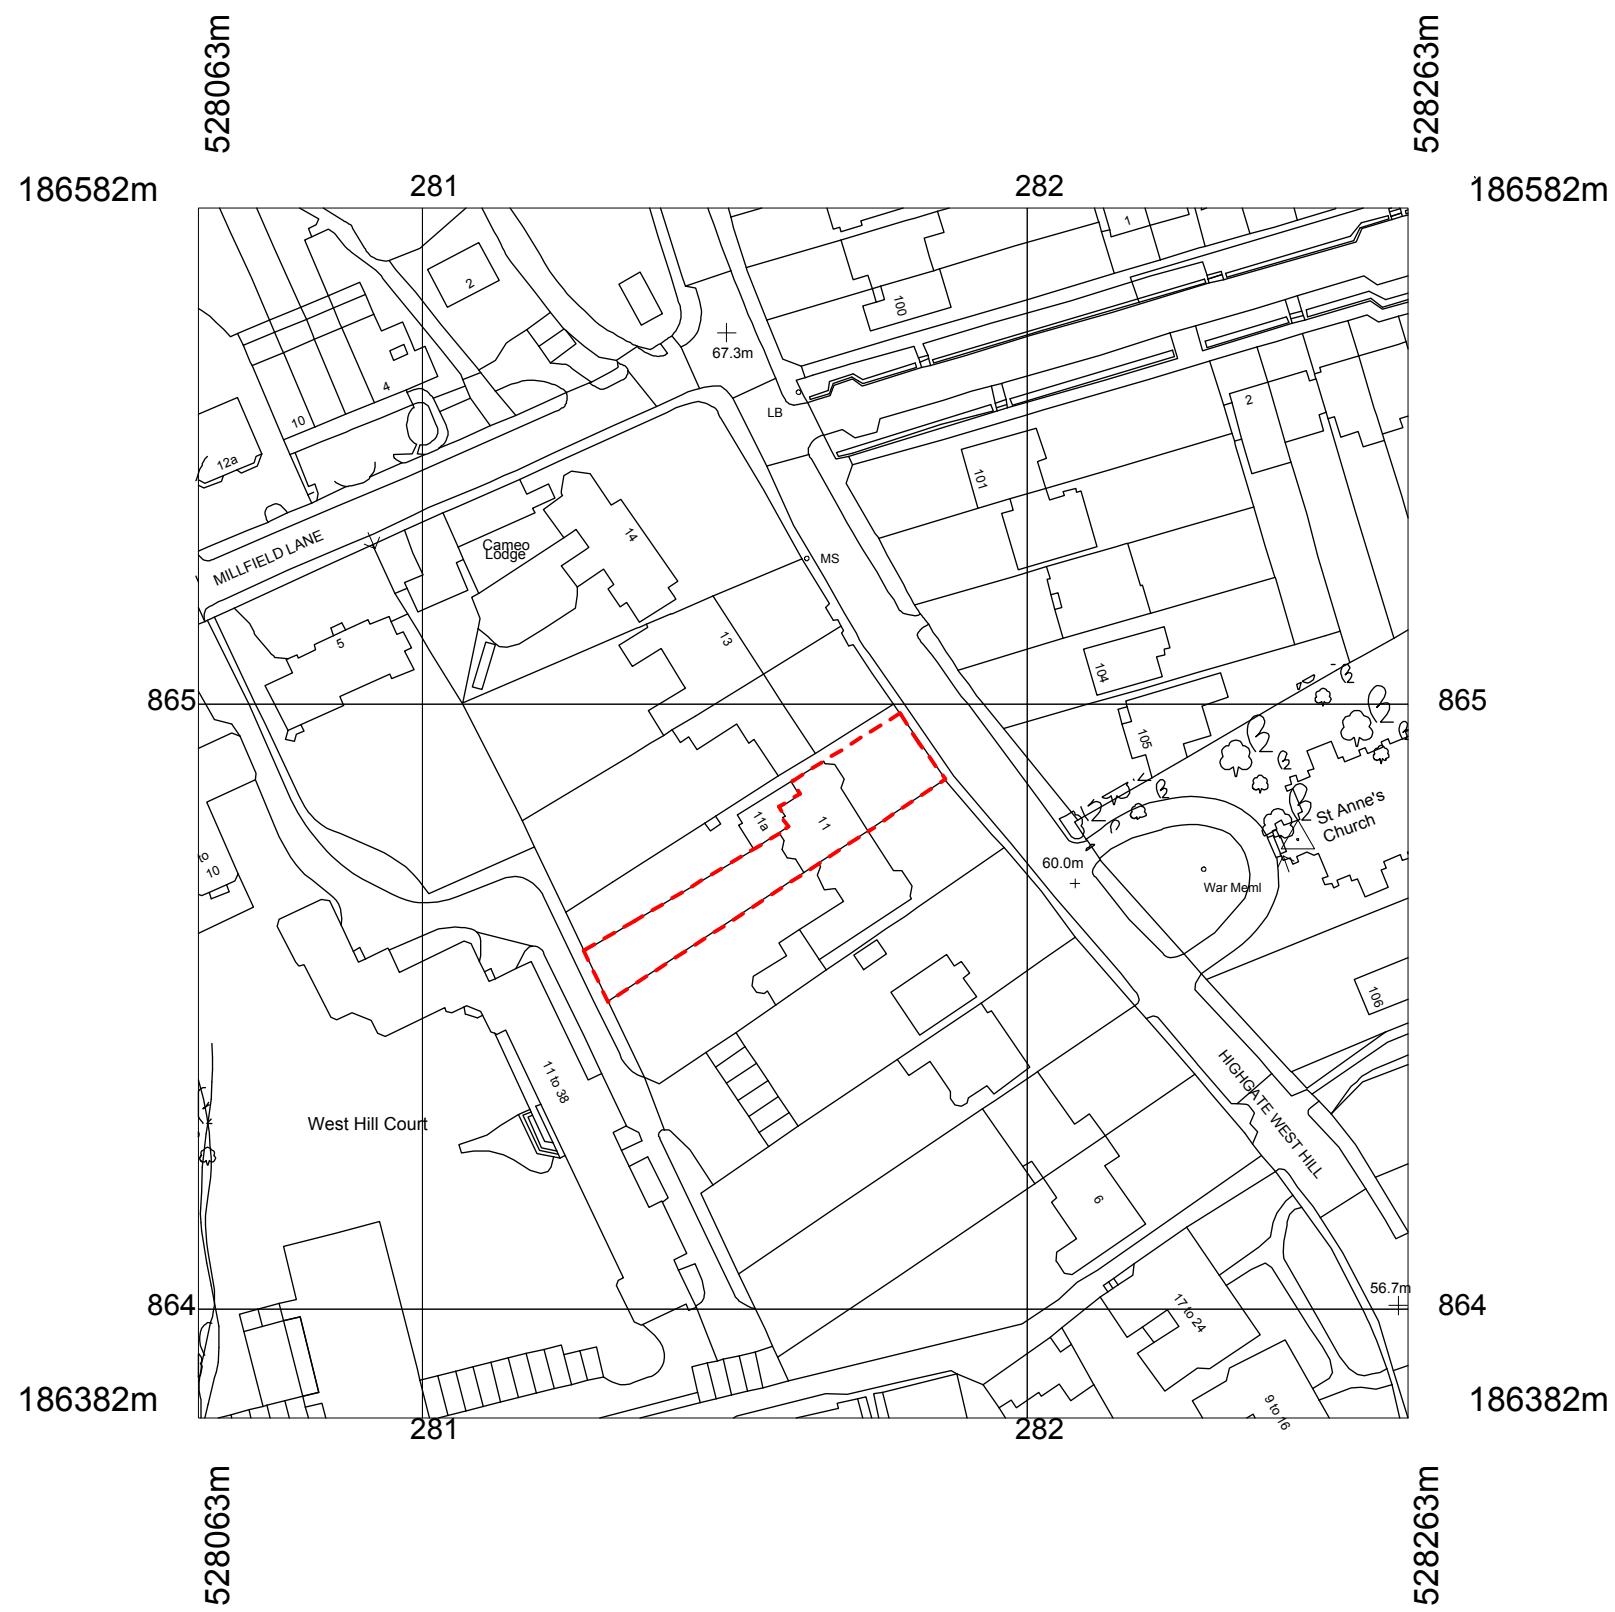 528063m
528263m
186582m
281
282
186582m
1
2
100
67.3m
4
LB
2
10
12a
101
14
Cameo
Lodge
MS
MILLFIELD LANE
13
5
104
865
865
105
11a
11
St Anne's
Church
to
10
60.0m
War Meml
106
11 to 38
HIGHGATE WEST HILL
West Hill Court
6
56.7m
864
864
17 to 24
186382m
186382m
9 to 16
281
282
528063m
528263m